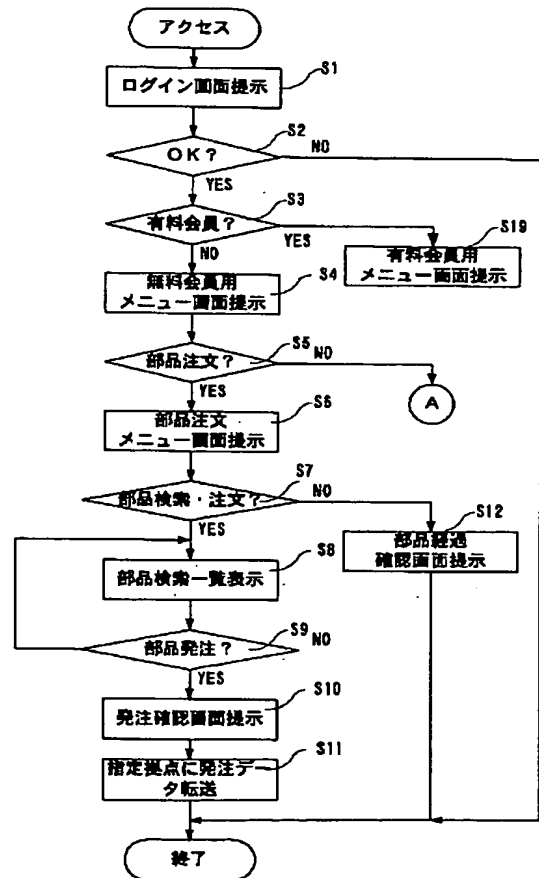 アクセス
S1
ログイン画面提示
S2
OK?
NO
YES
S3
有料会員?
YES
NO
S19
有料会員用
メニュー画面提示
無料会員用
メニュー画面提示
S4
S5
部品注文?
NO
YES
A
S6
部品注文
メニュー画面提示
S7
部品検索・注文?
NO
YES
S12
部品経過
確認画面提示
S8
部品検索一覧表示
S9
部品発注?
NO
YES
S10
発注確認画面提示
S11
指定拠点に発注デー
タ転送
終了